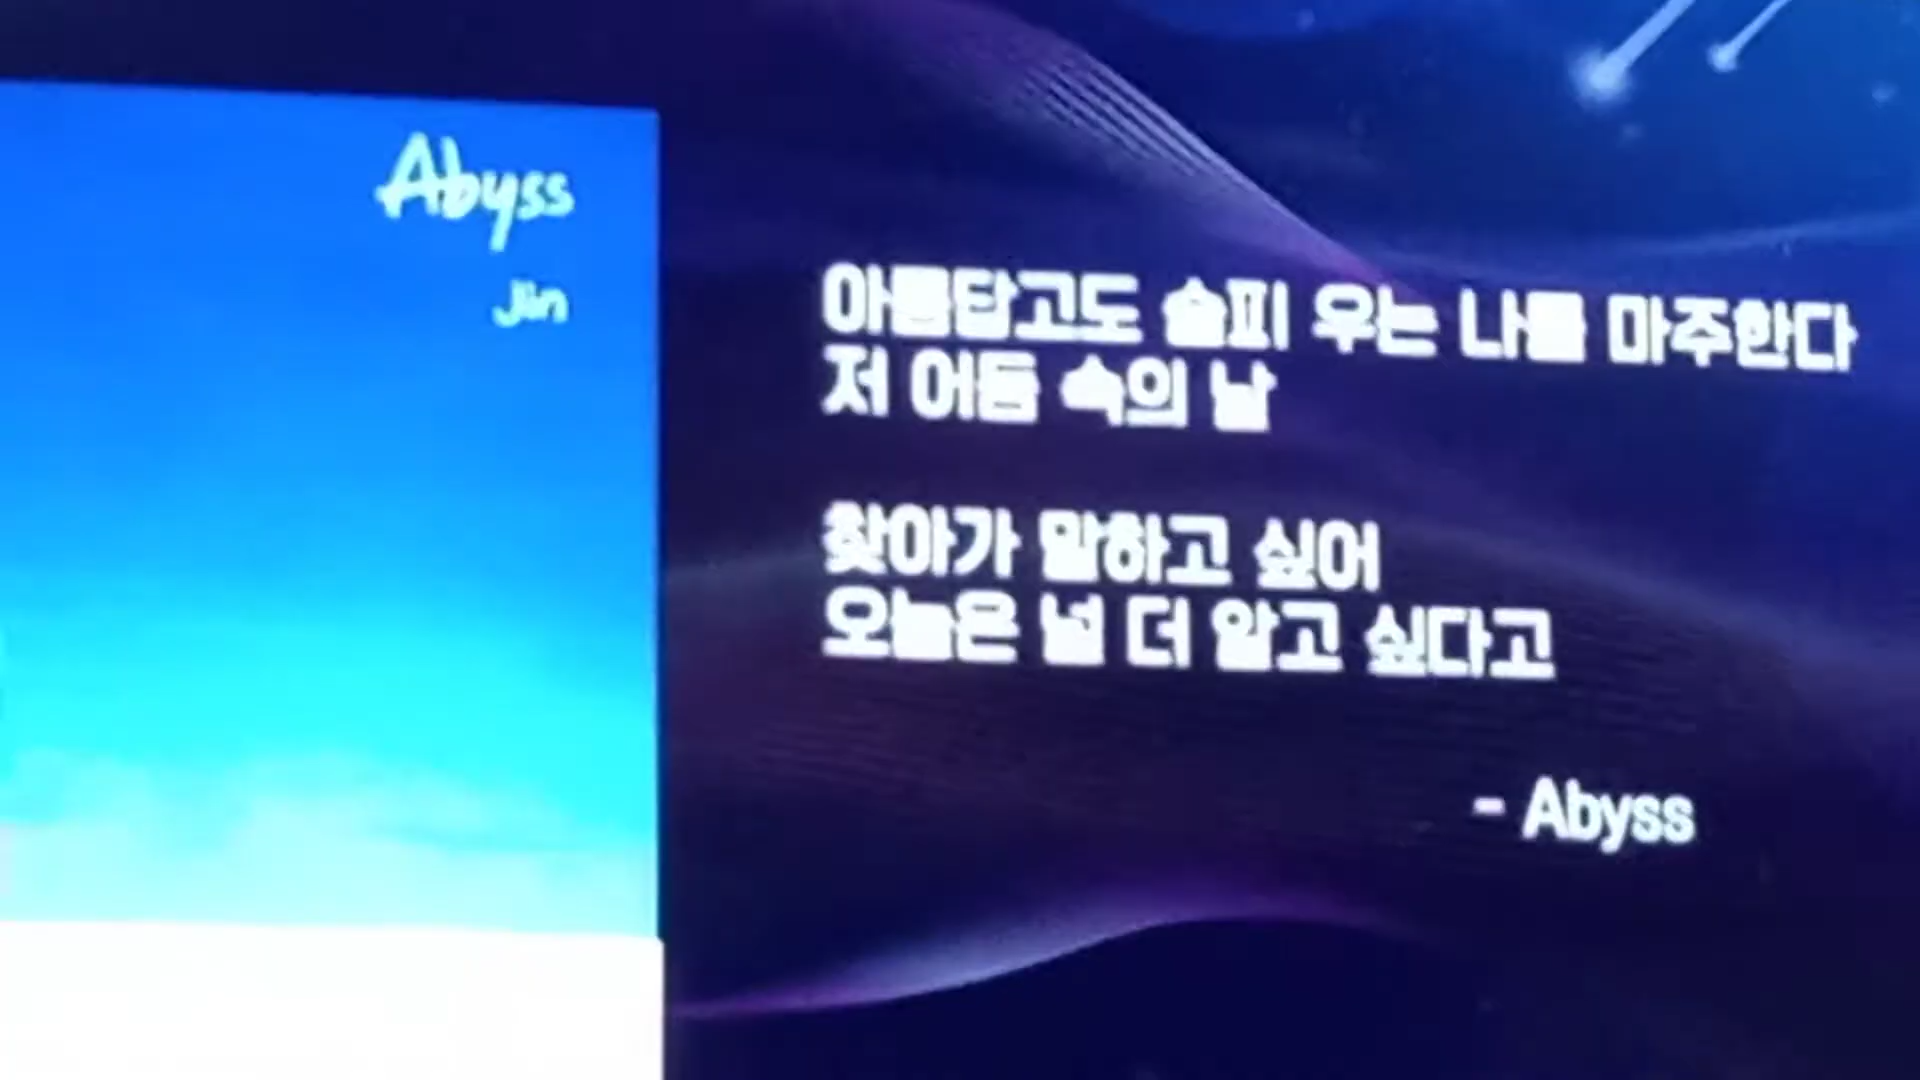 Abyss
Jin
아름답고도 슬피 우는 나를 마주한다
저 어둠 속의 날
찾아가 말하고 싶어
오늘은 널 더 알고 싶다고
- Abyss